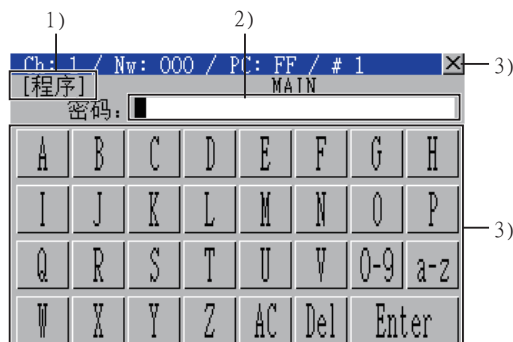 1)
2)
Ch: 1 / Nw: 000 / PC: FF / # 1
3)
[程序]
MAIN
密码:
A B C D E F G H
I J K L M N O P
3)
Q R S T U V 0-9 a-z
W X Y Z AC Del Enter